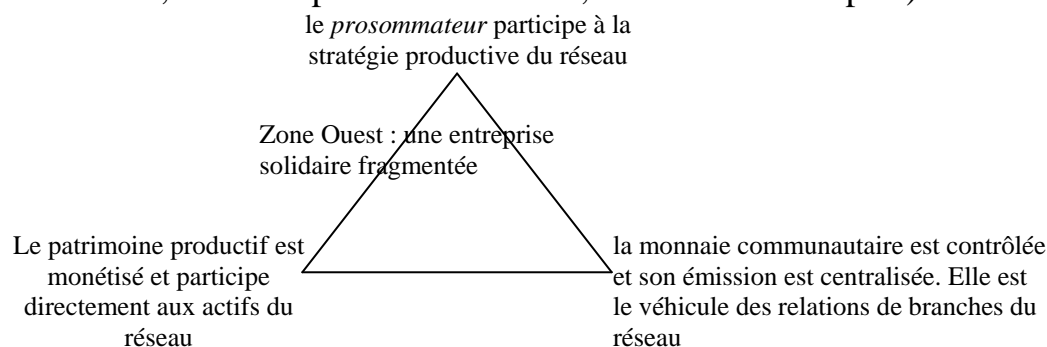 le prosommateur participe à la
stratégie productive du réseau
Zone Ouest : une entreprise
solidaire fragmentée
Le patrimoine productif est
monétisé et participe
directement aux actifs du
réseau
la monnaie communautaire est contrôlée
et son émission est centralisée. Elle est
le véhicule des relations de branches du
réseau